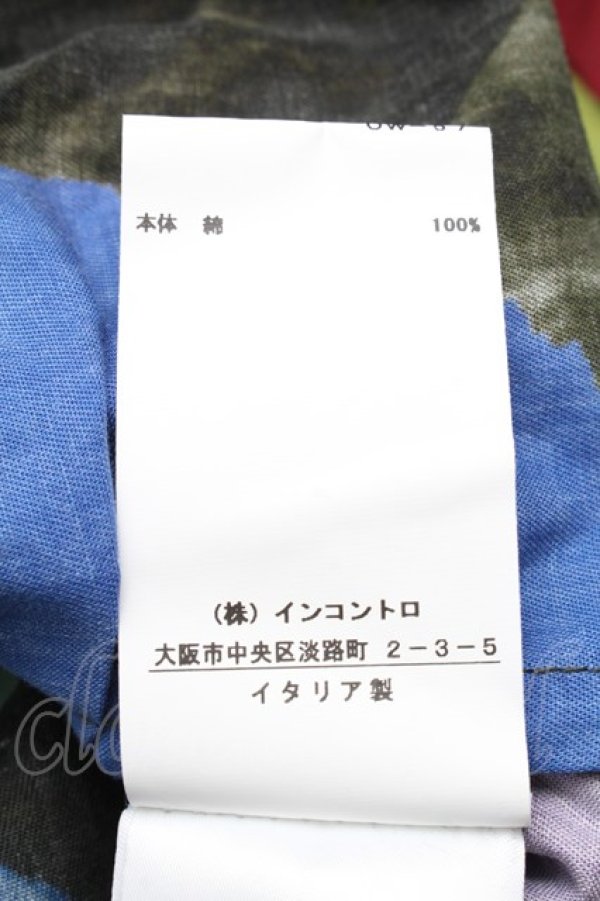 本体 綿 100%
(株) インコントロ
大阪市中央区淡路町 2-3-5
イタリア製